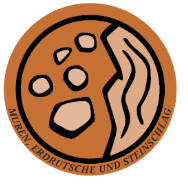 MUREN, ERDRUTSCHE UND STEINSCHLAG